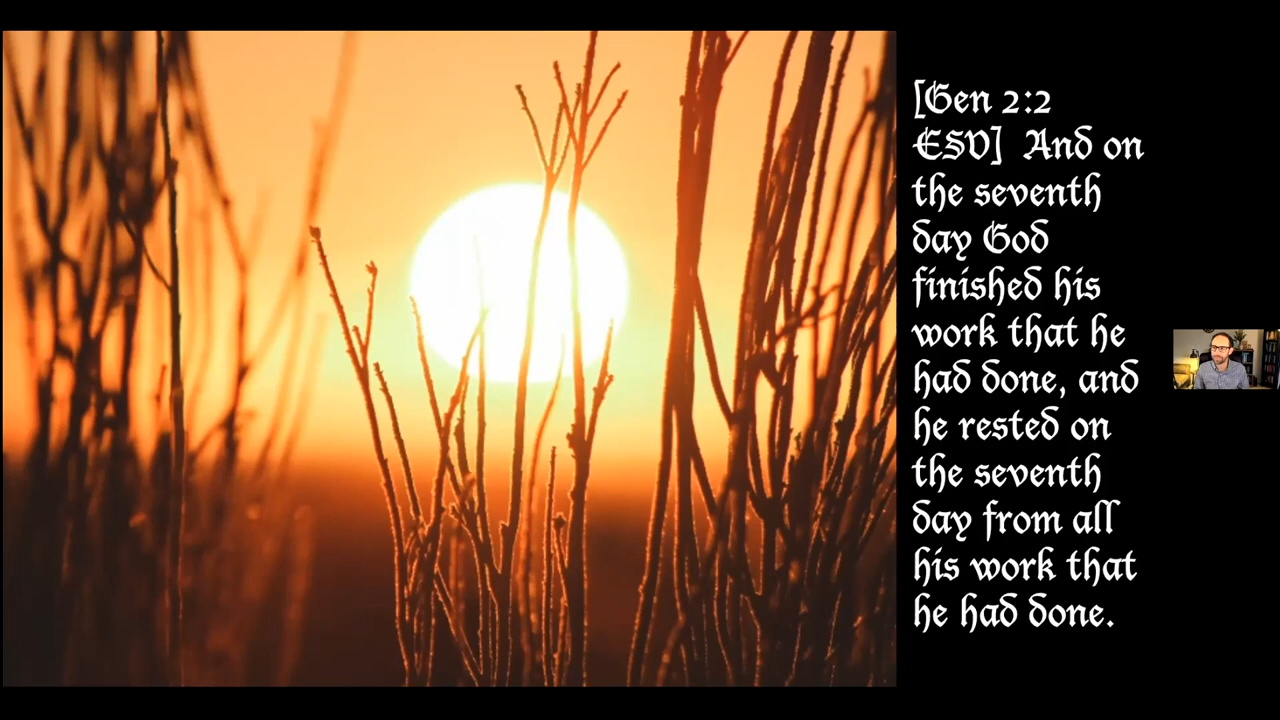 [Gen 2:2
ESV] And on
the seventh
day God
finished his
work that he
had done, and
he rested on
the seventh
day from all
his work that
he had done.